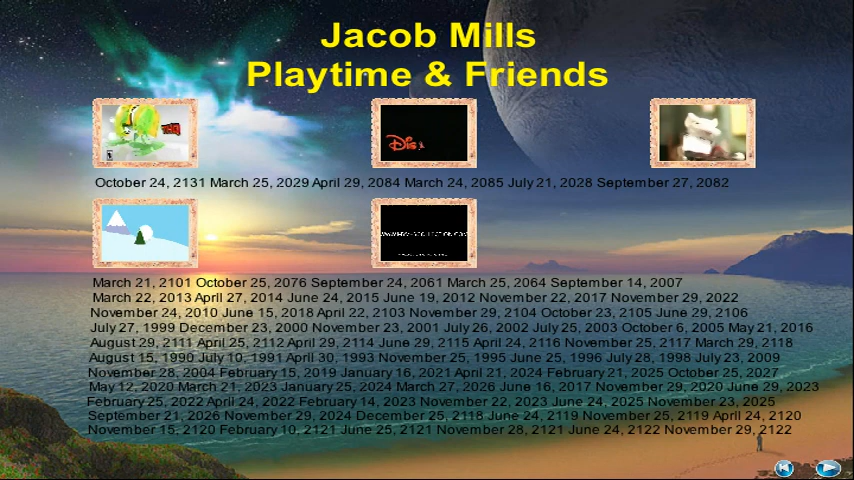 Jacob Mills
Playtime & Friends
Dis
October 24, 2131 March 25, 2029 April 29, 2084 March 24, 2085 July 21, 2028 September 27, 2082
March 21, 2101 October 25, 2076 September 24, 2061 March 25, 2064 September 14, 2007
March 22, 2013 April 27, 2014 June 24, 2015 June 19, 2012 November 22, 2017 November 29, 2022
November 24, 2010 June 15, 2018 April 22, 2103 November 29, 2104 October 23, 2105 June 29, 2106
July 27, 1999 December 23, 2000 November 23, 2001 July 26, 2002 July 25, 2003 October 6, 2005 May 21, 2016
August 29, 2111 April 25, 2112 April 29, 2114 June 29, 2115 April 24, 2116 November 25, 2117 March 29, 2118
August 15, 1990 July 10, 1991 April 30, 1993 November 25, 1995 June 25, 1996 July 28, 1998 July 23, 2009
November 28, 2004 February 15, 2019 January 16, 2021 April 21, 2024 February 21, 2025 October 25, 2027
May 12, 2020 March 21, 2023 January 25, 2024 March 27, 2026 June 16, 2017 November 29, 2020 June 29, 2023
February 25, 2022 April 24, 2022 February 14, 2023 November 22, 2023 June 24, 2025 November 23, 2025
September 21, 2026 November 29, 2024 December 25, 2118 June 24, 2119 November 25, 2119 April 24, 2120
November 15, 2120 February 10, 2121 June 25, 2121 November 28, 2121 June 24, 2122 November 29, 2122